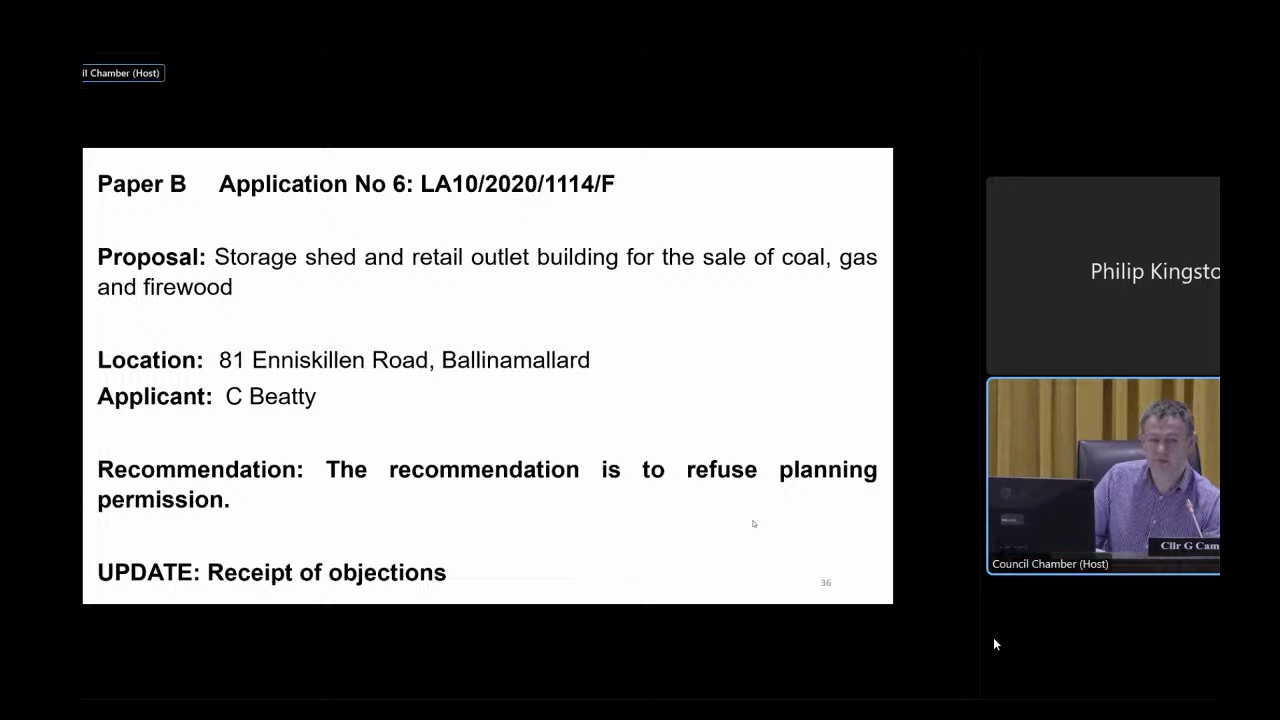 il Chamber (Host)
Paper B Application No 6: LA10/2020/1114/F
Proposal: Storage shed and retail outlet building for the sale of coal, gas
and firewood
Location: 81 Enniskillen Road, Ballinamallard
Applicant: C Beatty
Recommendation: The recommendation is to refuse planning
permission.
UPDATE: Receipt of objections
36
Philip Kingsto
Cllr G Cam
Council Chamber (Host)